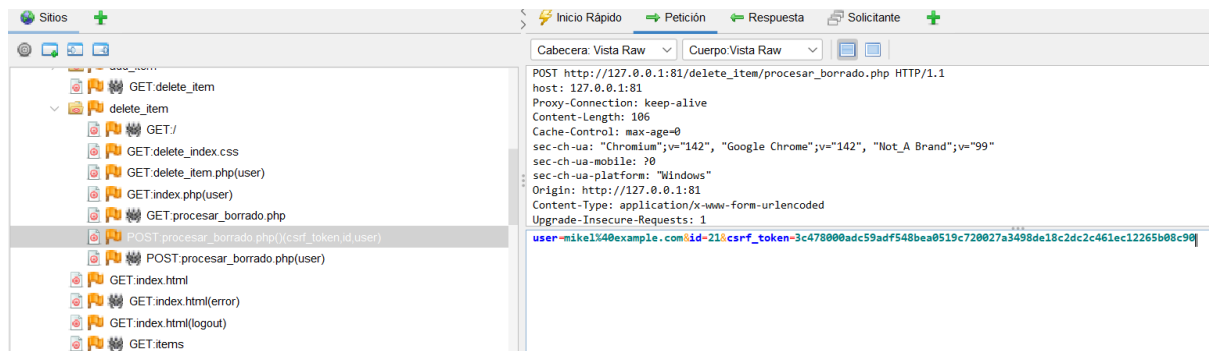 Sitios
Inicio Rápido Petición Respuesta Solicitante
Cabecera: Vista Raw Cuerpo:Vista Raw
add_item
GET:delete_item
delete_item
GET:/
GET:delete_index.css
GET:delete_item.php(user)
GET:index.php(user)
GET:procesar_borrado.php
POST:procesar_borrado.php()(csrf_token,id,user)
POST:procesar_borrado.php(user)
GET:index.html
GET:index.html(error)
GET:index.html(logout)
GET:items
POST http://127.0.0.1:81/delete_item/procesar_borrado.php HTTP/1.1
host: 127.0.0.1:81
Proxy-Connection: keep-alive
Content-Length: 106
Cache-Control: max-age=0
sec-ch-ua: "Chromium";v="142", "Google Chrome";v="142", "Not_A Brand";v="99"
sec-ch-ua-mobile: ?0
sec-ch-ua-platform: "Windows"
Origin: http://127.0.0.1:81
Content-Type: application/x-www-form-urlencoded
Upgrade-Insecure-Requests: 1
user=mikel%40example.com&id=21&csrf_token=3c478000adc59adf548bea0519c720027a3498de18c2dc2c461ec12265b08c90